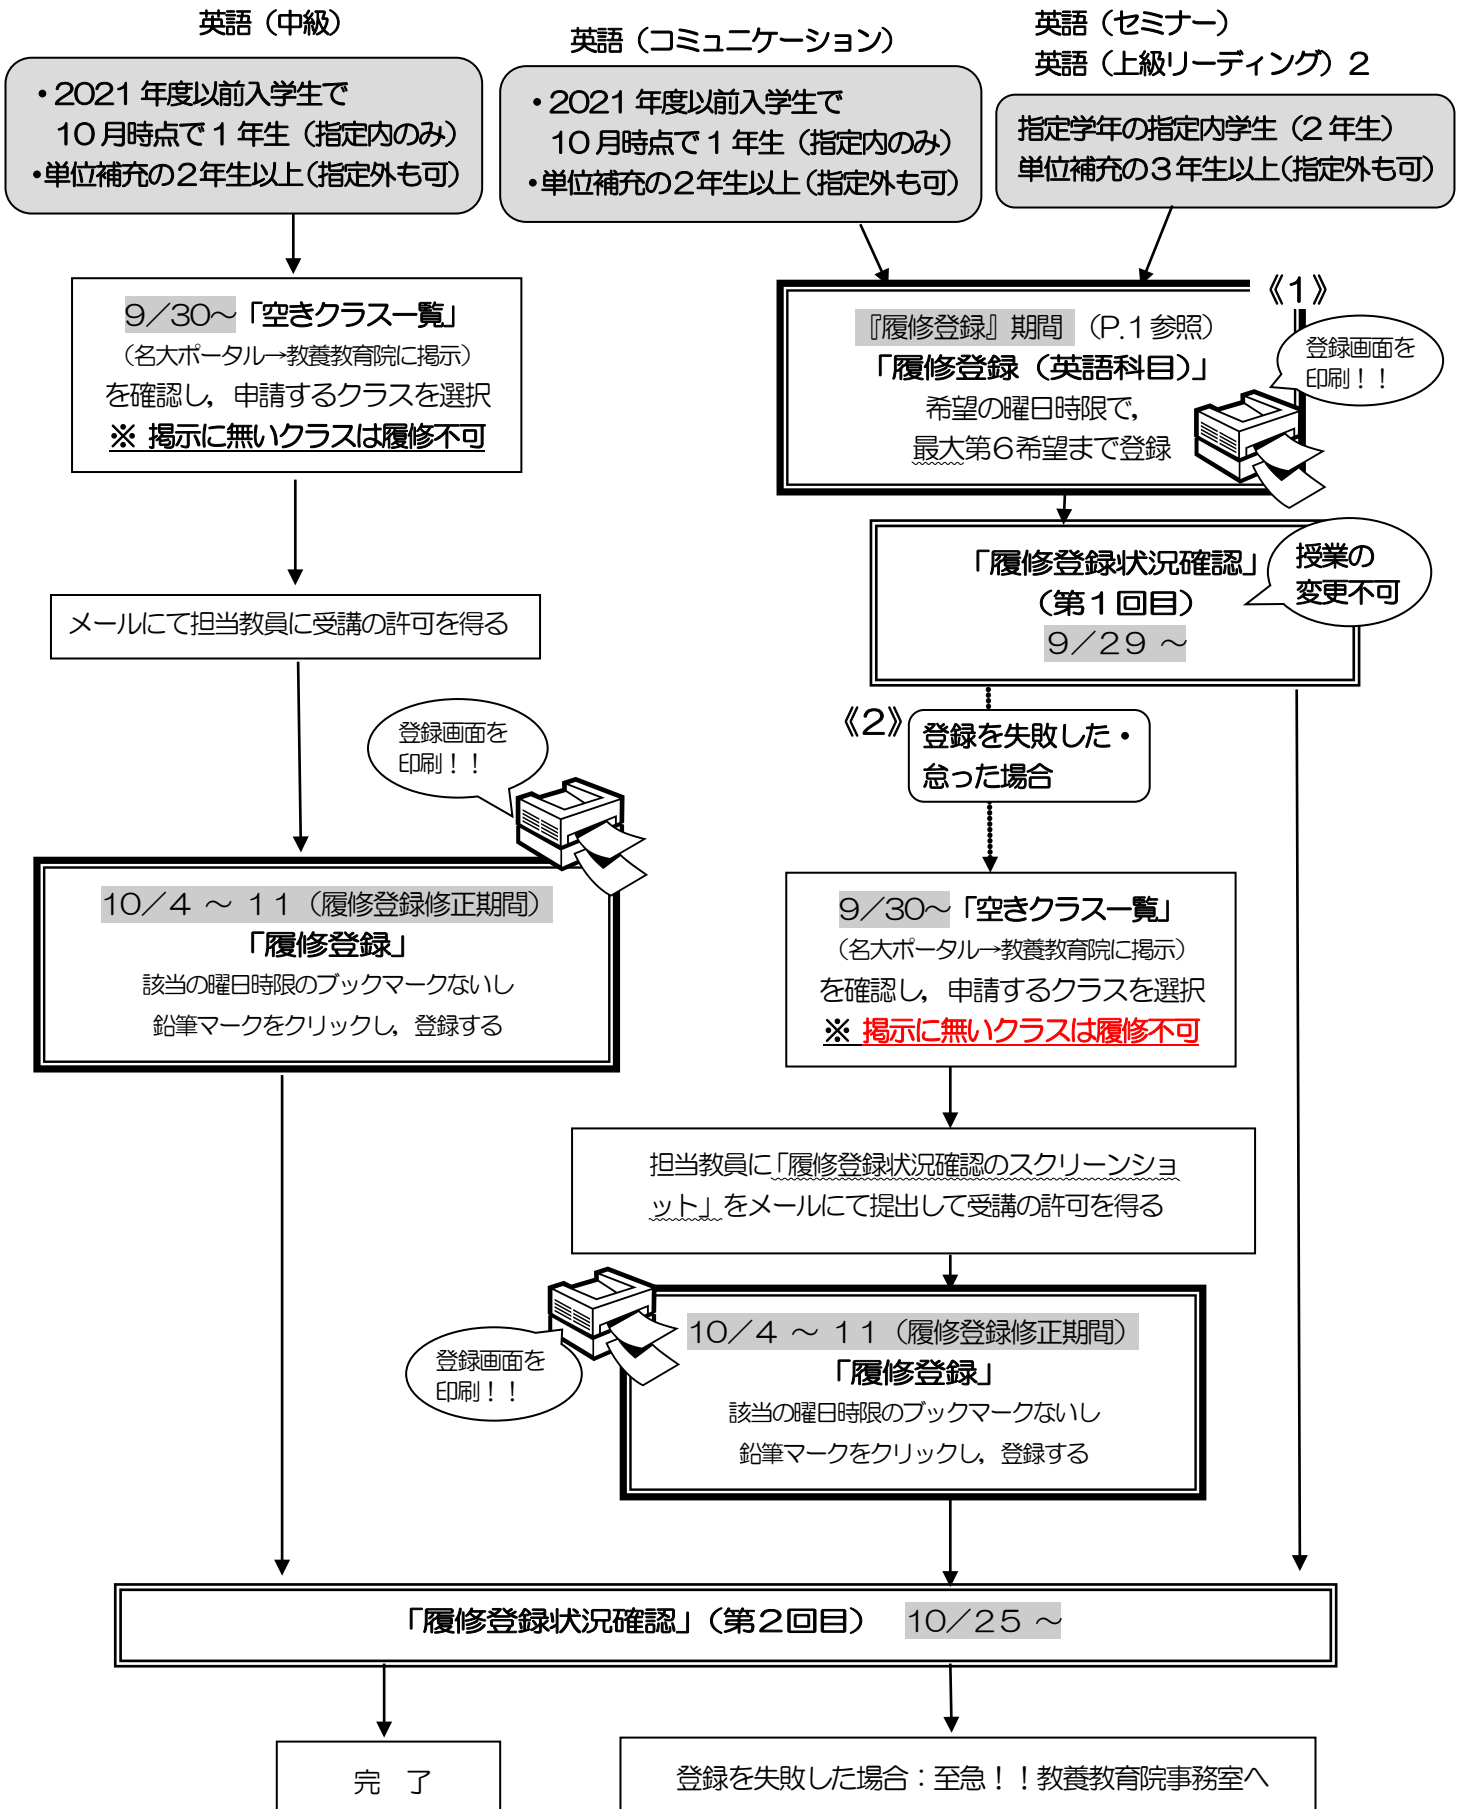 英語（中級）
・2021年度以前入学生で
10月時点で1年生（指定内のみ）
・単位補充の2年生以上（指定外も可）
英語（コミュニケーション）
・2021年度以前入学生で
10月時点で1年生（指定内のみ）
・単位補充の2年生以上（指定外も可）
英語（セミナー）
英語（上級リーディング）2
指定学年の指定内学生（2年生）
単位補充の3年生以上（指定外も可）
9／30～「空きクラス一覧」
（名大ポータル→教養教育院に掲示）
を確認し，申請するクラスを選択
※ 掲示に無いクラスは履修不可
《1》
『履修登録』期間（P.1参照）
「履修登録（英語科目）」
希望の曜日時限で，
最大第6希望まで登録
登録画面を
印刷！！
「履修登録状況確認」
（第1回目）
9／29 ～
授業の
変更不可
メールにて担当教員に受講の許可を得る
《2》
登録を失敗した・
怠った場合
登録画面を
印刷！！
10／4 ～ 11（履修登録修正期間）
「履修登録」
該当の曜日時限のブックマークないし
鉛筆マークをクリックし，登録する
9／30～「空きクラス一覧」
（名大ポータル→教養教育院に掲示）
を確認し，申請するクラスを選択
※ 掲示に無いクラスは履修不可
担当教員に「履修登録状況確認のスクリーンショ
ット」をメールにて提出して受講の許可を得る
登録画面を
印刷！！
10／4 ～ 11（履修登録修正期間）
「履修登録」
該当の曜日時限のブックマークないし
鉛筆マークをクリックし，登録する
「履修登録状況確認」（第2回目） 10／25 ～
完 了
登録を失敗した場合：至急！！教養教育院事務室へ